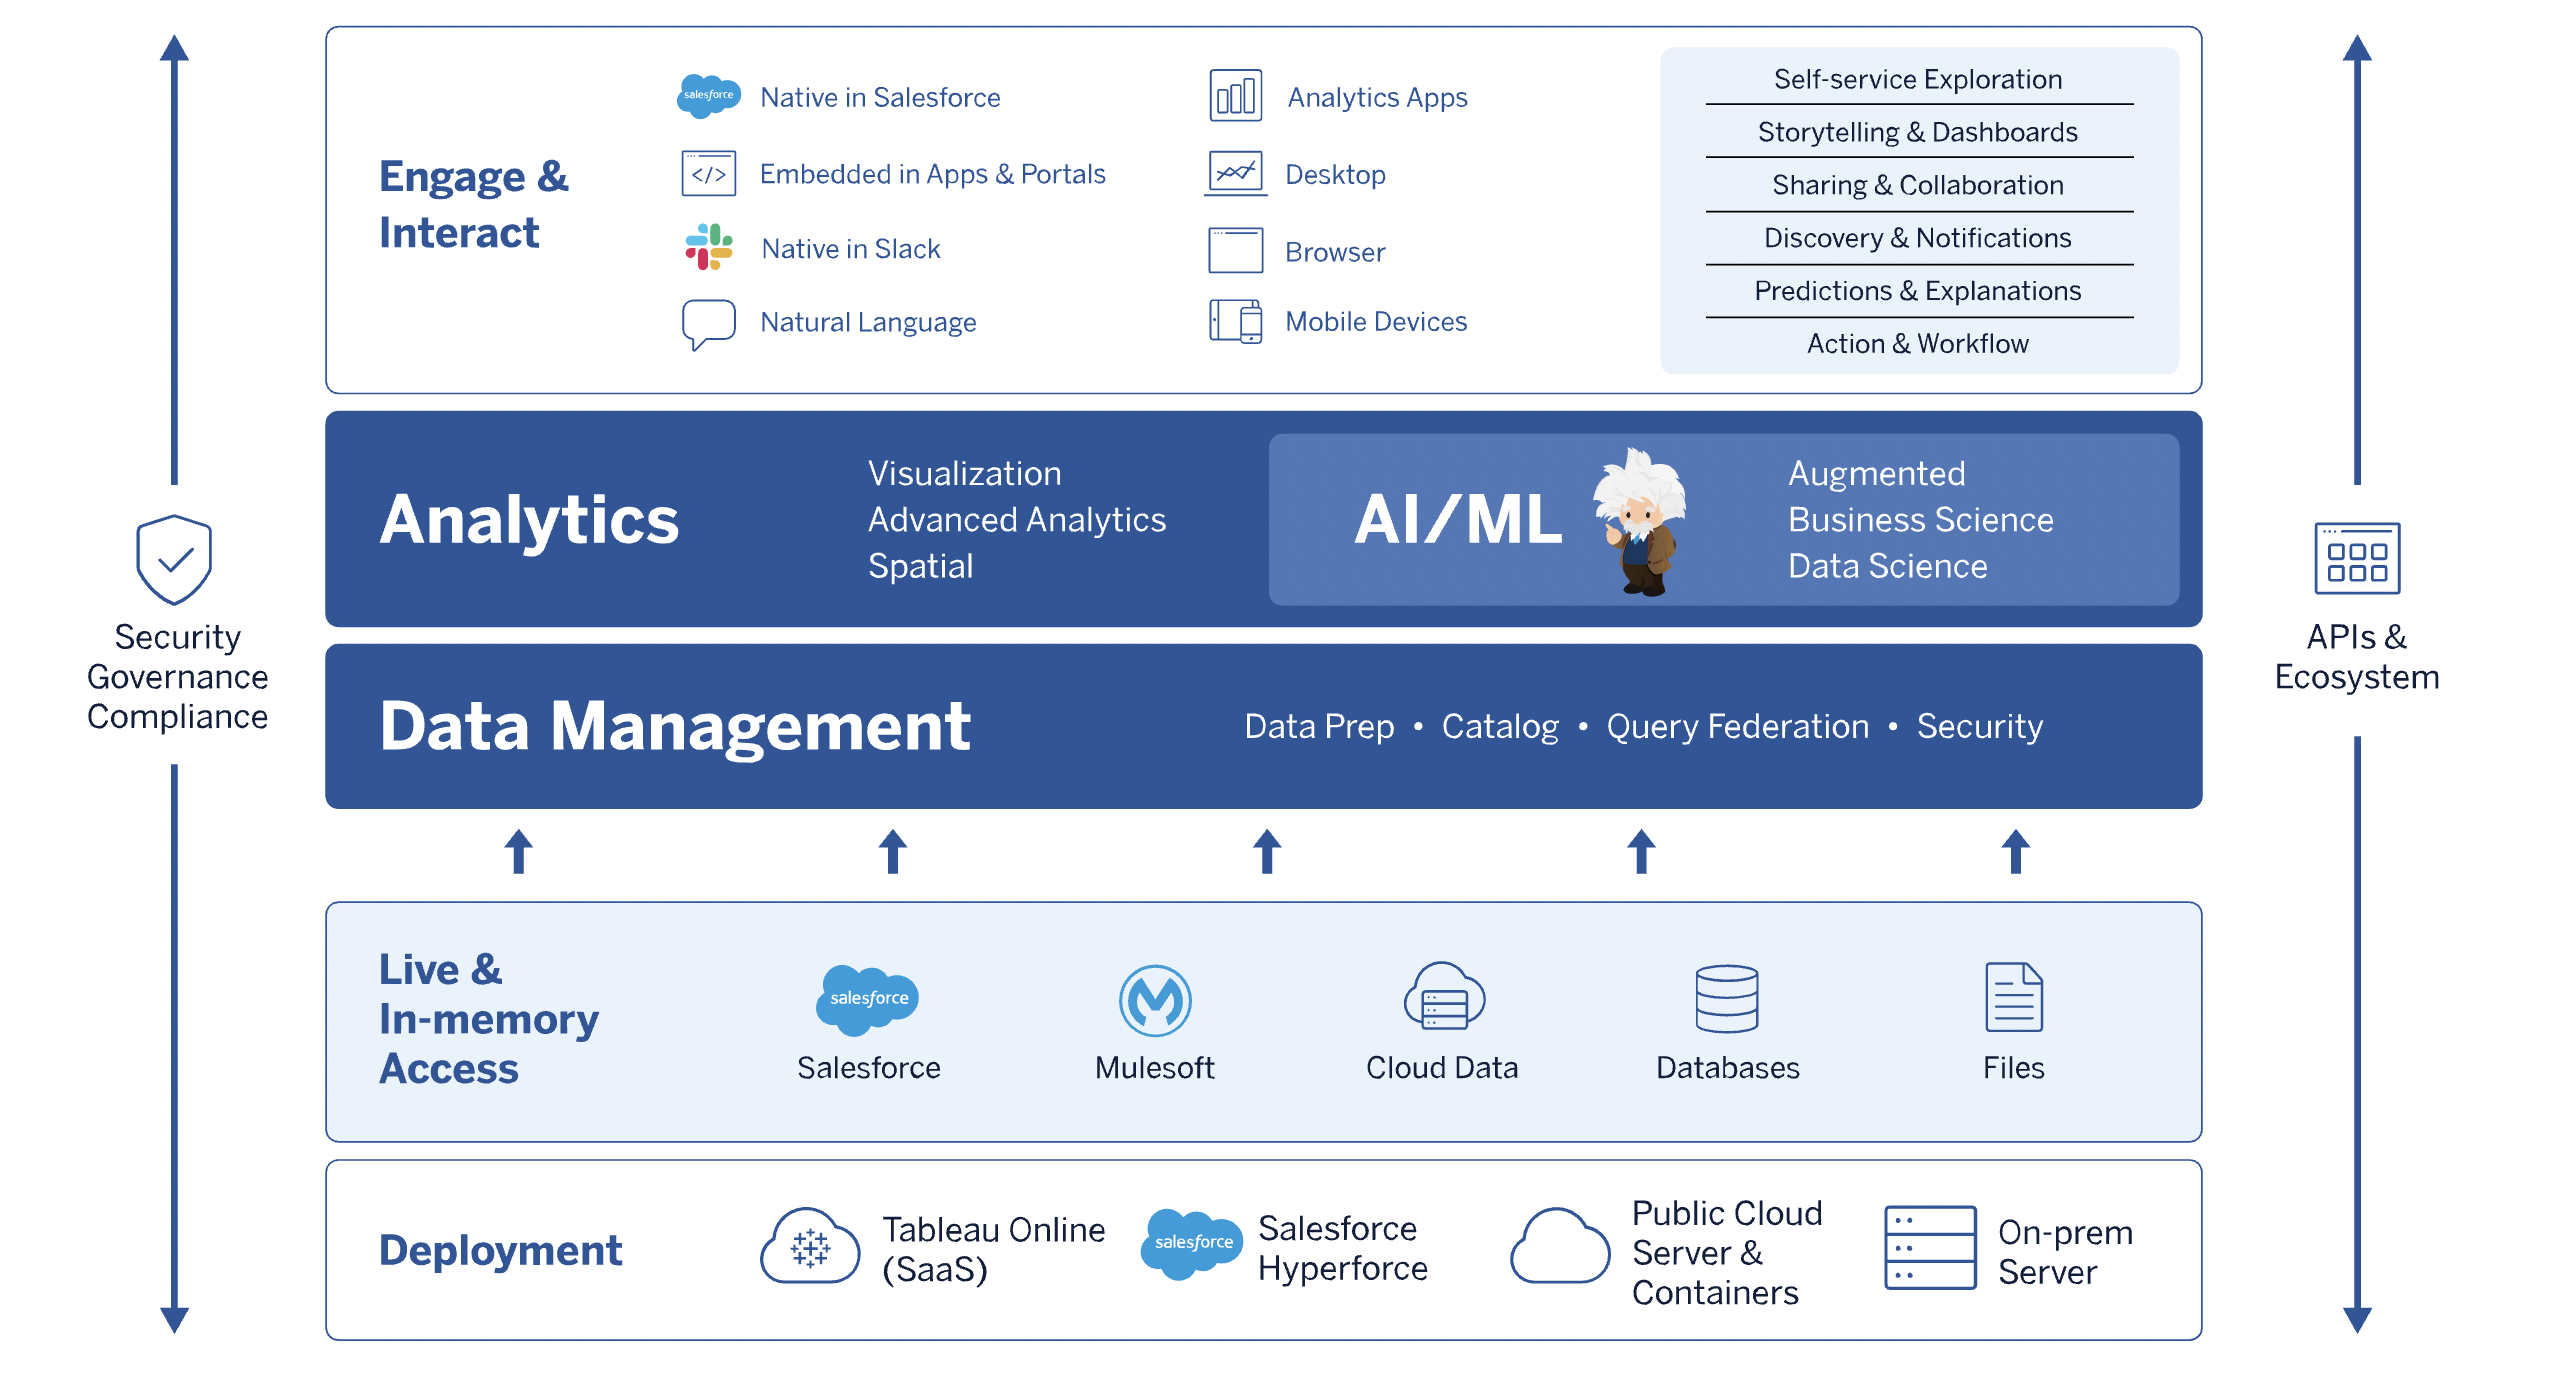 Engage &
Interact
salesforce
Native in Salesforce
</>
Embedded in Apps & Portals
Native in Slack
Natural Language
Analytics Apps
Desktop
Browser
Mobile Devices
Self-service Exploration
Storytelling & Dashboards
Sharing & Collaboration
Discovery & Notifications
Predictions & Explanations
Action & Workflow
Analytics
Visualization
Advanced Analytics
Spatial
AI/ML
Augmented
Business Science
Data Science
Security
Governance
Compliance
APIs &
Ecosystem
Data Management
Data Prep • Catalog • Query Federation • Security
Live &
In-memory
Access
salesforce
Salesforce
Mulesoft
Cloud Data
Databases
Files
Deployment
Tableau Online
(SaaS)
salesforce
Salesforce
Hyperforce
Public Cloud
Server &
Containers
On-prem
Server